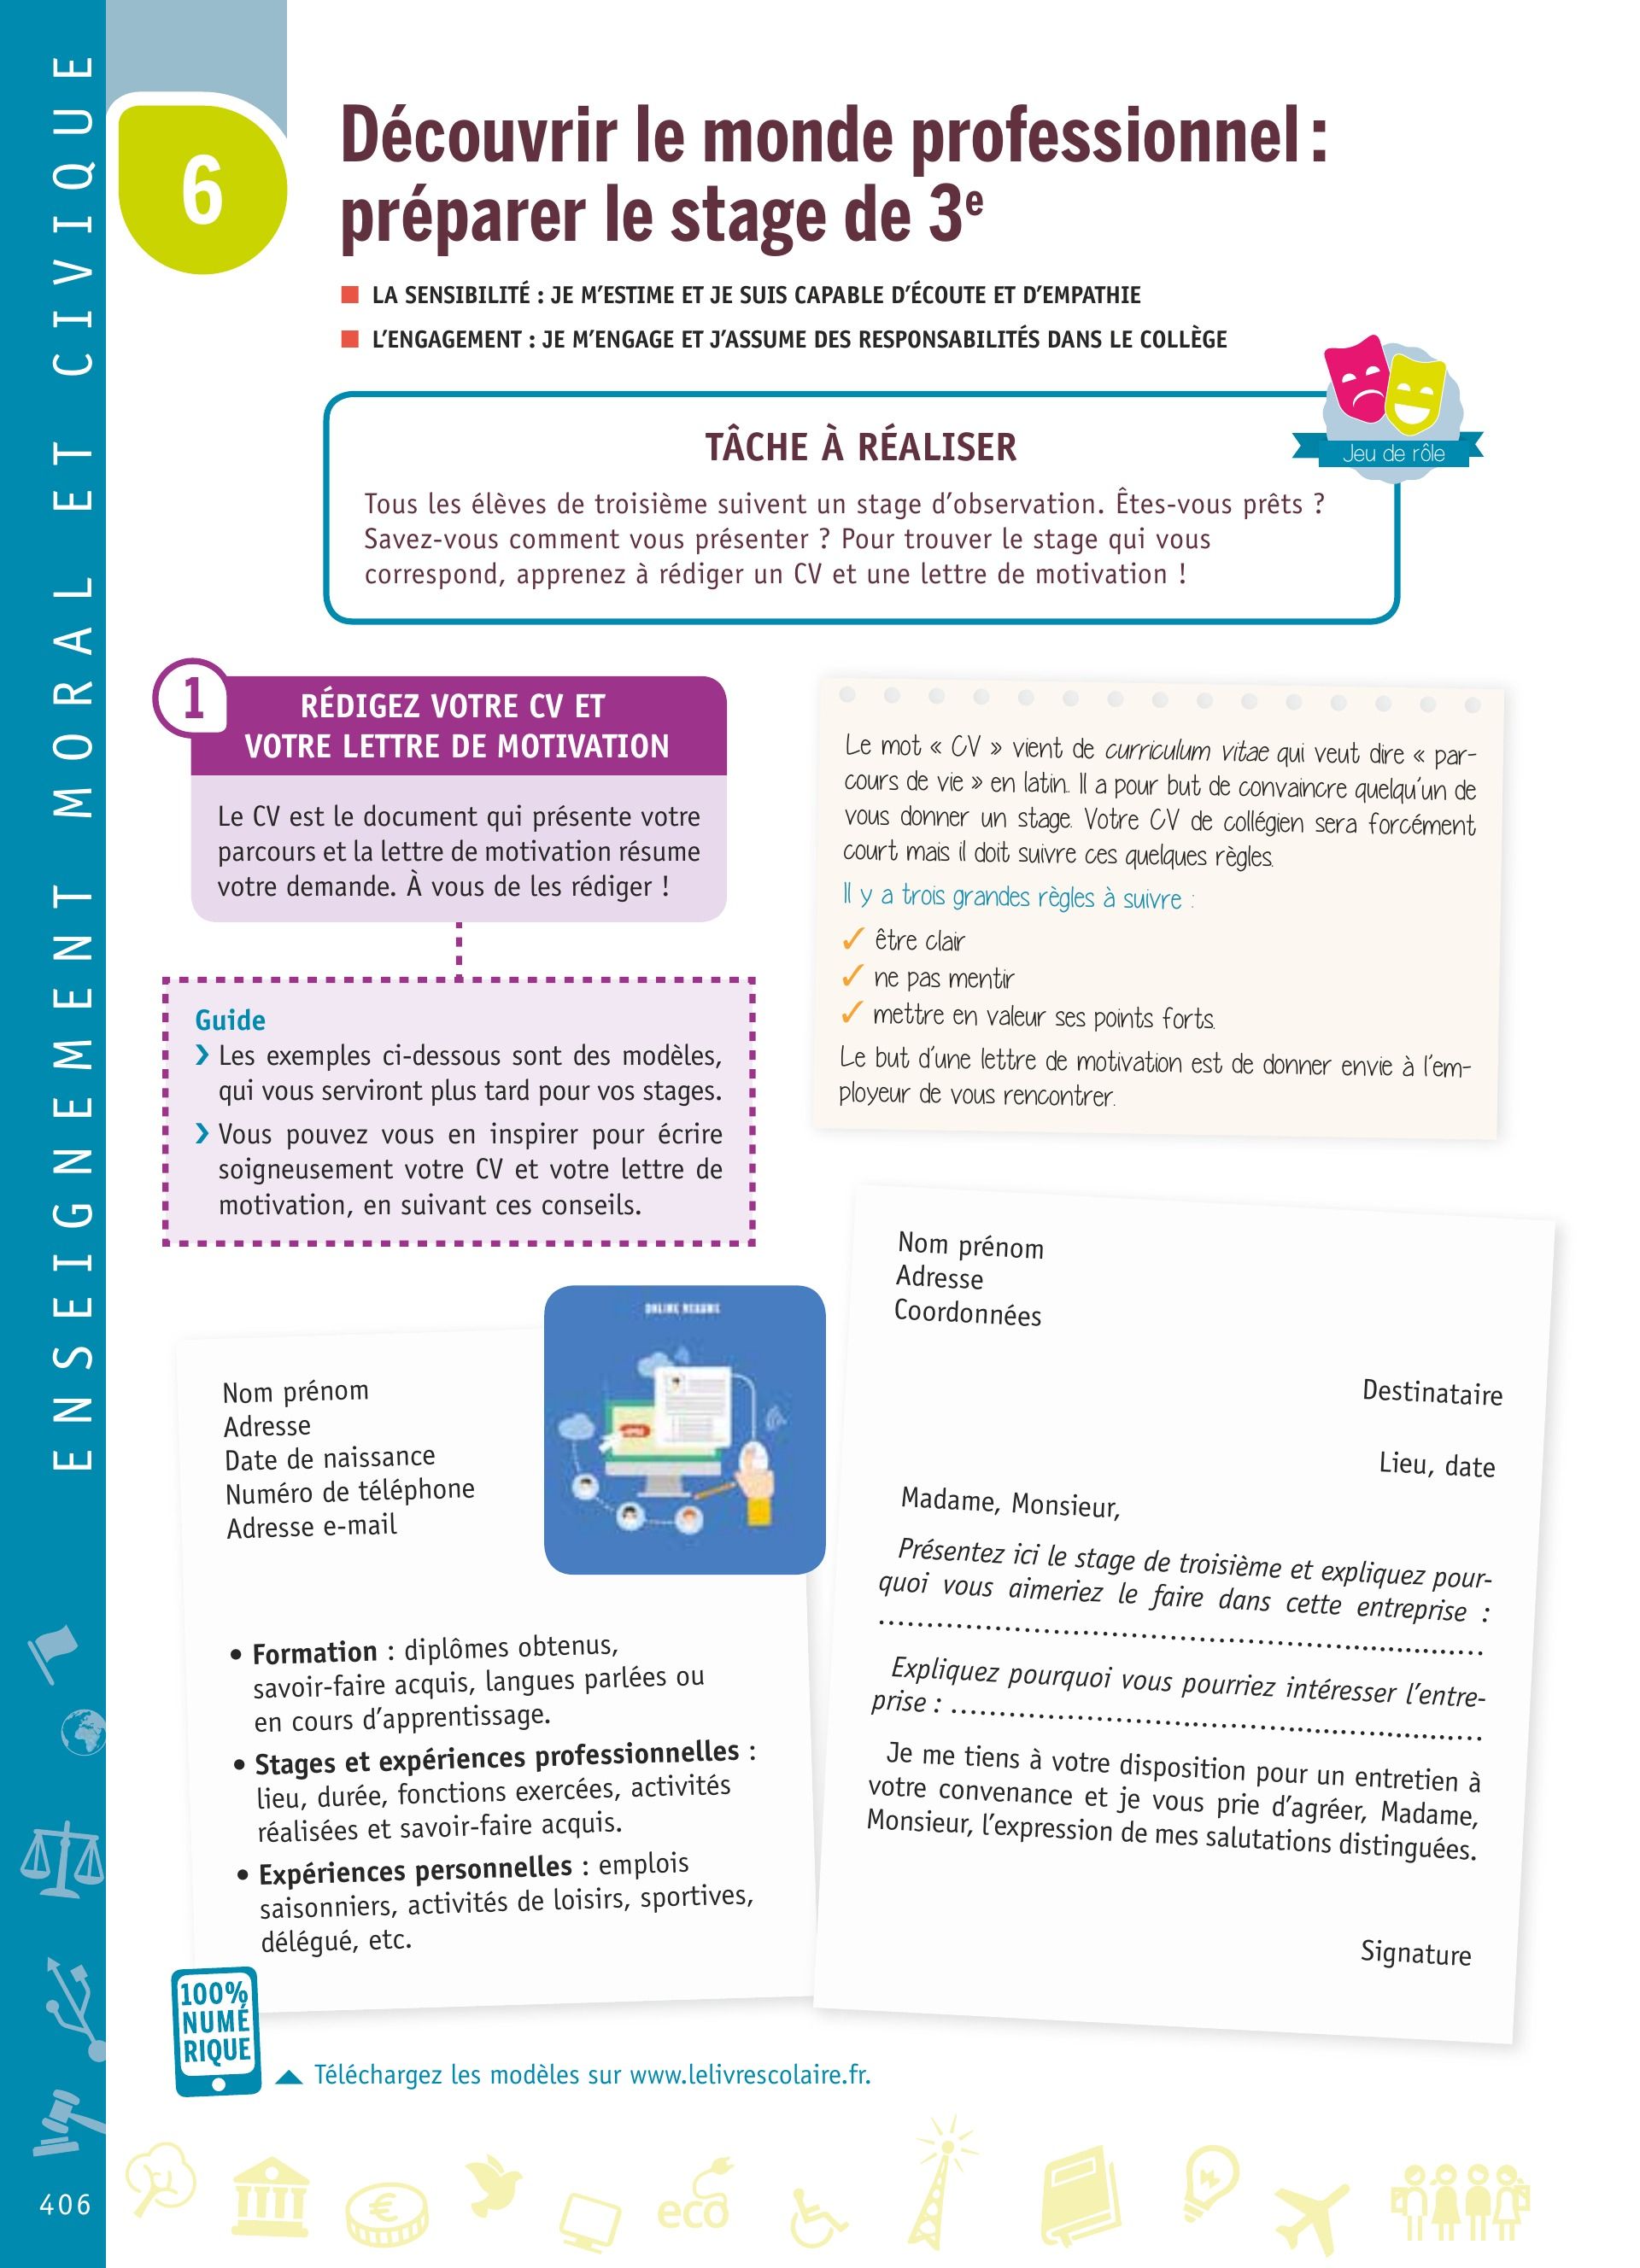 ENSEIGNEMENT MORAL ET CIVIQUE
6
Découvrir le monde professionnel :
préparer le stage de 3e
LA SENSIBILITÉ : JE M’ESTIME ET JE SUIS CAPABLE D’ÉCOUTE ET D’EMPATHIE
L’ENGAGEMENT : JE M’ENGAGE ET J’ASSUME DES RESPONSABILITÉS DANS LE COLLÈGE
Jeu de rôle
TÂCHE À RÉALISER
Tous les élèves de troisième suivent un stage d’observation. Êtes-vous prêts ?
Savez-vous comment vous présenter ? Pour trouver le stage qui vous
correspond, apprenez à rédiger un CV et une lettre de motivation !
1
RÉDIGEZ VOTRE CV ET
VOTRE LETTRE DE MOTIVATION
Le CV est le document qui présente votre
parcours et la lettre de motivation résume
votre demande. À vous de les rédiger !
Guide
› Les exemples ci-dessous sont des modèles,
qui vous serviront plus tard pour vos stages.
› Vous pouvez vous en inspirer pour écrire
soigneusement votre CV et votre lettre de
motivation, en suivant ces conseils.
Le mot « CV » vient de curriculum vitae qui veut dire « par-
cours de vie » en latin. Il a pour but de convaincre quelqu’un de
vous donner un stage. Votre CV de collégien sera forcément
court mais il doit suivre ces quelques règles.
Il y a trois grandes règles à suivre :
✓ être clair
✓ ne pas mentir
✓ mettre en valeur ses points forts.
Le but d’une lettre de motivation est de donner envie à l’em-
ployeur de vous rencontrer.
ONLINE RESUME
Nom prénom
Adresse
Date de naissance
Numéro de téléphone
Adresse e-mail
• Formation : diplômes obtenus,
savoir-faire acquis, langues parlées ou
en cours d’apprentissage.
• Stages et expériences professionnelles :
lieu, durée, fonctions exercées, activités
réalisées et savoir-faire acquis.
• Expériences personnelles : emplois
saisonniers, activités de loisirs, sportives,
délégué, etc.
Nom prénom
Adresse
Coordonnées
Destinataire
Lieu, date
Madame, Monsieur,
Présentez ici le stage de troisième et expliquez pour-
quoi vous aimeriez le faire dans cette entreprise :
..............................................................
Expliquez pourquoi vous pourriez intéresser l’entre-
prise : ......................................................
Je me tiens à votre disposition pour un entretien à
votre convenance et je vous prie d’agréer, Madame,
Monsieur, l’expression de mes salutations distinguées.
Signature
100%
NUMÉ
RIQUE
Téléchargez les modèles sur www.lelivrescolaire.fr.
€
eco
406